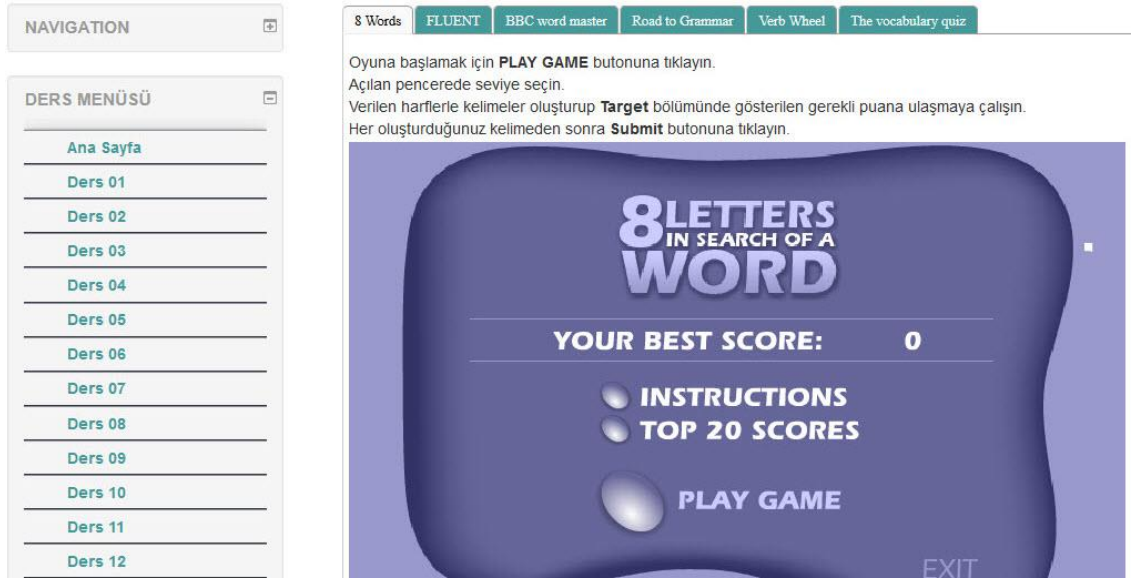 NAVIGATION
DERS MENÜSÜ
Ana Sayfa
Ders 01
Ders 02
Ders 03
Ders 04
Ders 05
Ders 06
Ders 07
Ders 08
Ders 09
Ders 10
Ders 11
Ders 12
8 Words FLUENT BBC word master Road to Grammar Verb Wheel The vocabulary quiz
Oyuna başlamak için PLAY GAME butonuna tıklayın.
Açılan pencerede seviye seçin.
Verilen harflerle kelimeler oluşturup Target bölümünde gösterilen gerekli puana ulaşmaya çalışın.
Her oluşturduğunuz kelimeden sonra Submit butonuna tıklayın.
8 LETTERS
IN SEARCH OF A
WORD
YOUR BEST SCORE: 0
INSTRUCTIONS
TOP 20 SCORES
PLAY GAME
EXIT